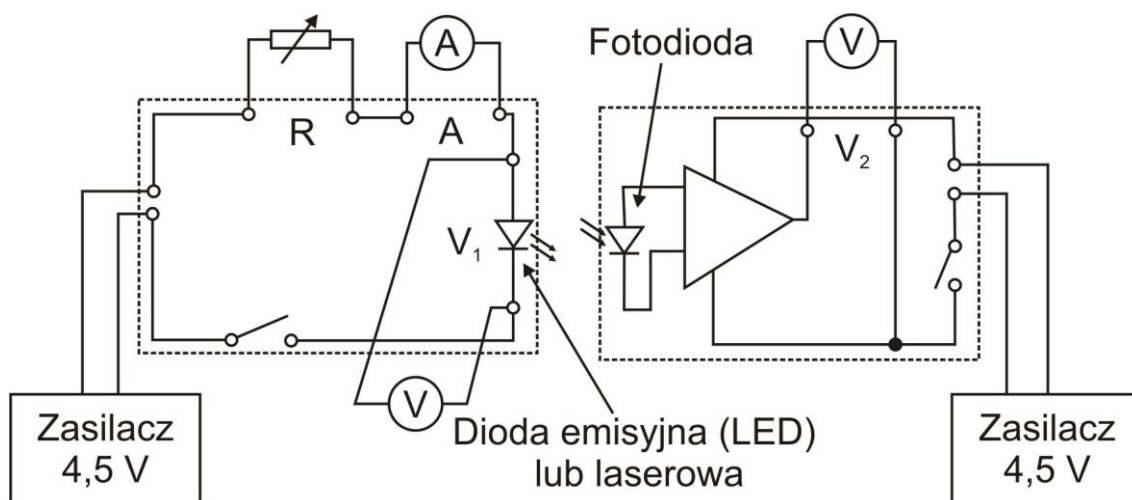 A
V
Fotodioda
R
A
V₂
V₁
V
Zasilacz
4,5 V
Dioda emisyjna (LED)
lub laserowa
Zasilacz
4,5 V